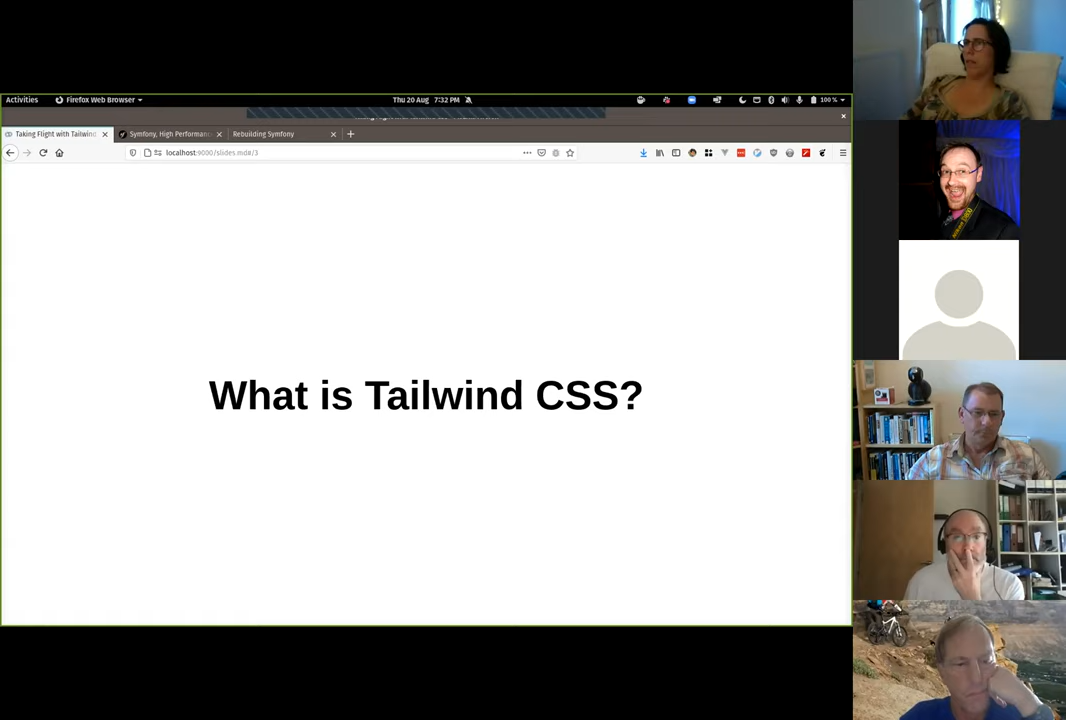 Activities Firefox Web Browser Thu 20 Aug 7:32 PM 100 %
Taking Flight with Tailwind Symfony, High Performanc Rebuilding Symfony
localhost:9000/slides.md#/3
What is Tailwind CSS?